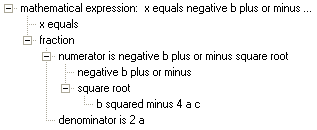 mathematical expression: x equals negative b plus or minus ...
x equals
fraction
numerator is negative b plus or minus square root
negative b plus or minus
square root
b squared minus 4 a c
denominator is 2 a